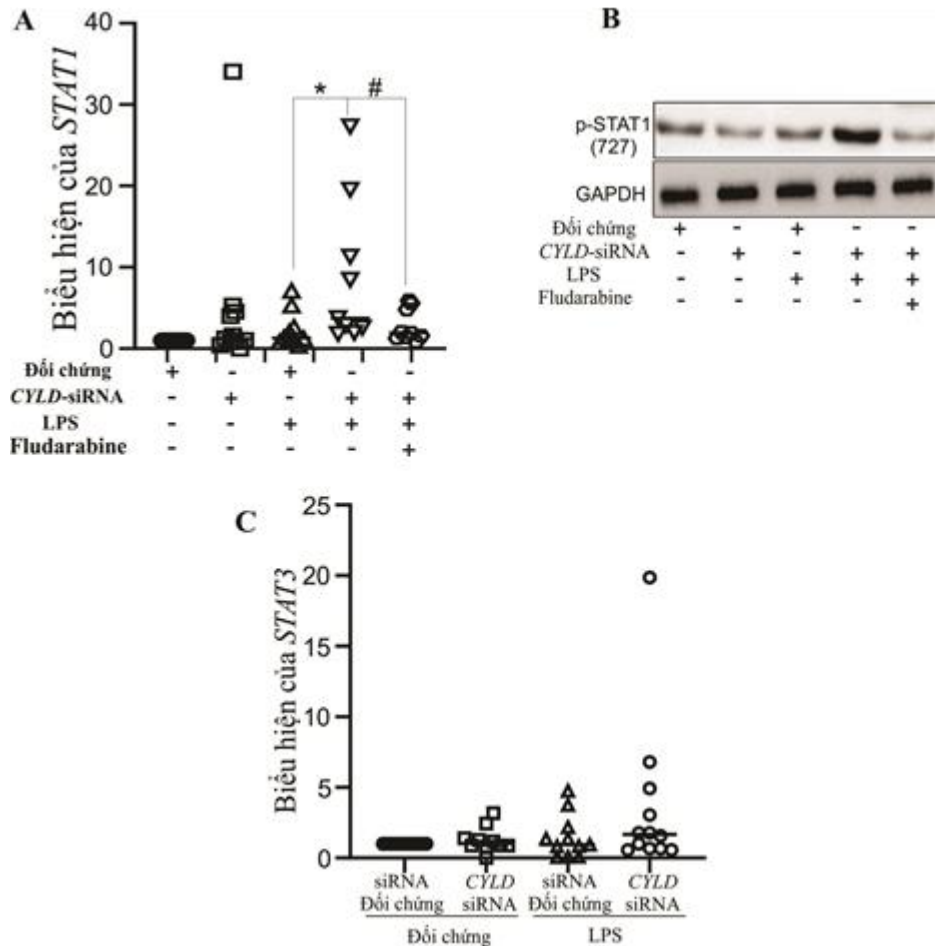 A
Biểu hiện của STAT1
40
30
20
10
0
* #
Đối chứng + - + - -
CYLD-siRNA - + - + +
LPS - - + + +
Fludarabine - - - - +
B
p-STAT1
(727)
GAPDH
Đối chứng + - + - -
CYLD-siRNA - + - + +
LPS - - + + +
Fludarabine - - - - +
C
Biểu hiện của STAT3
25
20
15
10
5
0
siRNA CYLD siRNA CYLD
Đối chứng siRNA Đối chứng siRNA
Đối chứng LPS